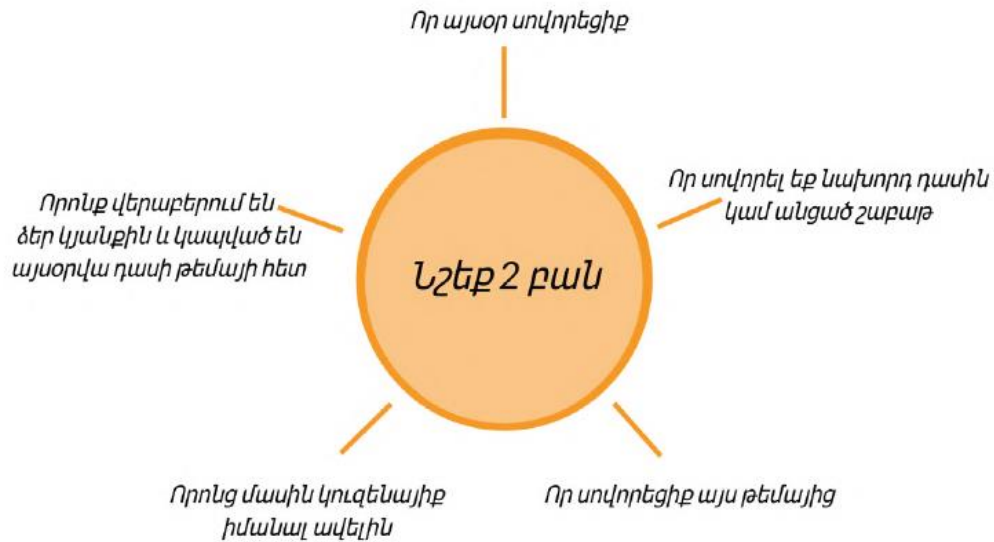 Որ այսօր սովորեցիք
Որ սովորել եք նախորդ դասին
կամ անցած շաբաթ
Որոնք վերաբերում են
ձեր կյանքին և կապված են
այսօրվա դասի թեմայի հետ
Նշեք 2 բան
Որոնց մասին կուզենայիք
իմանալ ավելին
Որ սովորեցիք այս թեմայից